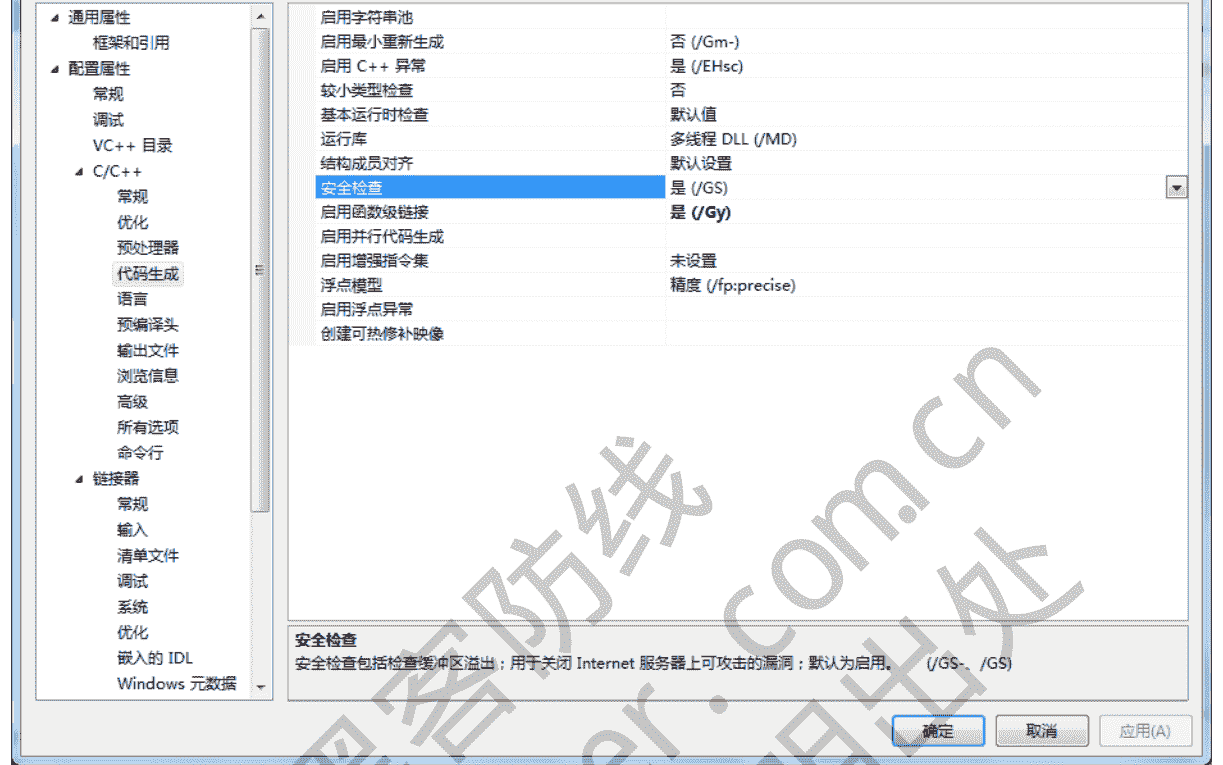 通用属性
框架和引用
配置属性
常规
调试
VC++ 目录
C/C++
常规
优化
预处理器
代码生成
语言
预编译头
输出文件
浏览信息
高级
所有选项
命令行
链接器
常规
输入
清单文件
调试
系统
优化
嵌入的 IDL
Windows 元数据
启用字符串池
启用最小重新生成 否 (/Gm-)
启用 C++ 异常 是 (/EHsc)
较小类型检查 否
基本运行时检查 默认值
运行库 多线程 DLL (/MD)
结构成员对齐 默认设置
安全检查 是 (/GS)
启用函数级链接 是 (/Gy)
启用并行代码生成
启用增强指令集 未设置
浮点模型 精度 (/fp:precise)
启用浮点异常
创建可热修补映像
安全检查
安全检查包括检查缓冲区溢出；用于关闭 Internet 服务器上可攻击的漏洞；默认为启用。 (/GS-、/GS)
确定 取消 应用(A)
黑客防线
er.com.cn
明出处